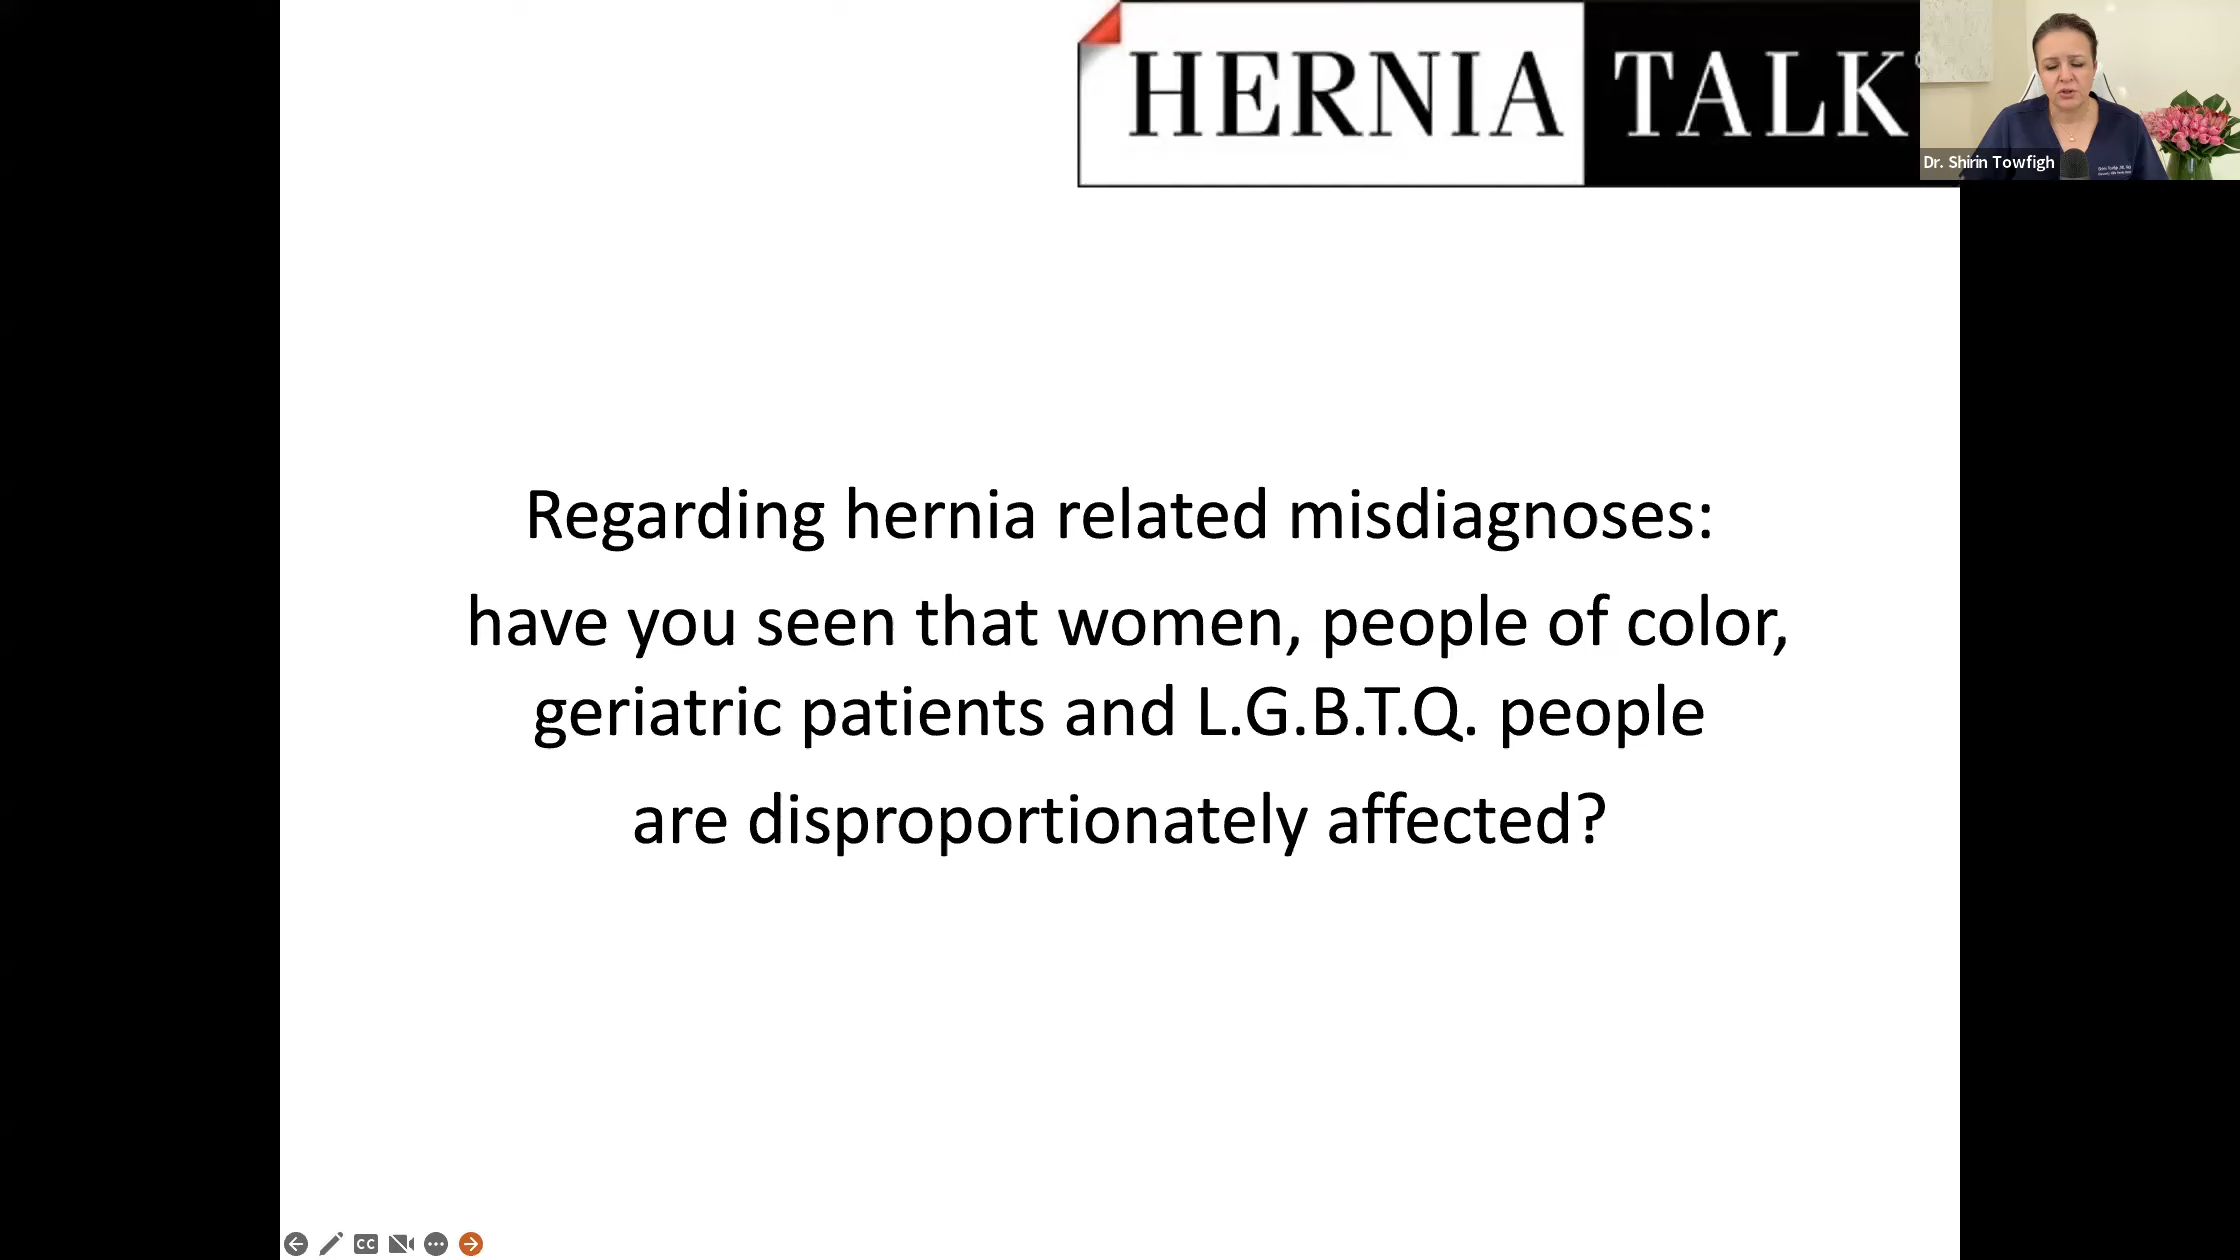 HERNIA TALK
Dr. Shirin Towfigh
Regarding hernia related misdiagnoses:
have you seen that women, people of color,
geriatric patients and L.G.B.T.Q. people
are disproportionately affected?
CC